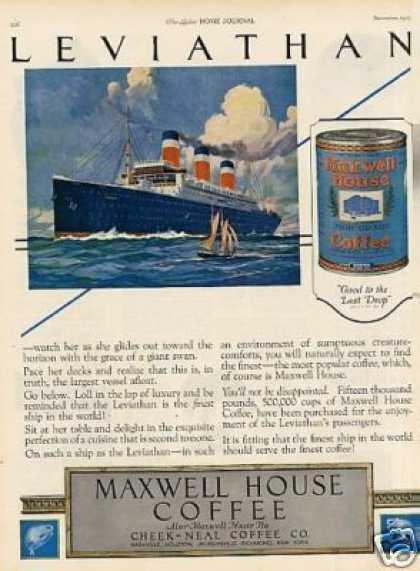 The Ladies' HOME JOURNAL
LEVIATHAN
Maxwell
House
Coffee
"Good to the
Last Drop"
—watch her as she glides out toward the
horizon with the grace of a giant swan.
Pace her decks and realize that this is, in
truth, the largest vessel afloat.
Go below. Loll in the lap of luxury and be
reminded that the Leviathan is the finest
ship in the world!
Sit at her table and delight in the exquisite
perfection of a cuisine that is second to none.
On such a ship as the Leviathan—in such
an environment of sumptuous creature-
comforts, you will naturally expect to find
the finest—the most popular coffee, which,
of course is Maxwell House.
You'll not be disappointed. Fifteen thousand
pounds, 500,000 cups of Maxwell House
Coffee, have been purchased for the enjoy-
ment of the Leviathan's passengers.
It is fitting that the finest ship in the world
should serve the finest coffee!
MAXWELL HOUSE
COFFEE
Also Maxwell House Tea
CHEEK-NEAL COFFEE CO.
NASHVILLE, HOUSTON, JACKSONVILLE, RICHMOND, NEW YORK